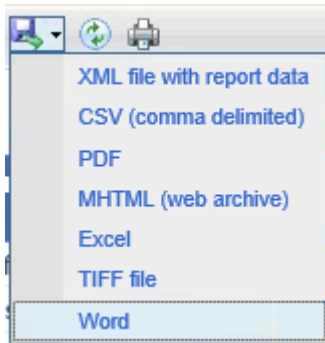 XML file with report data
CSV (comma delimited)
PDF
MHTML (web archive)
Excel
TIFF file
Word